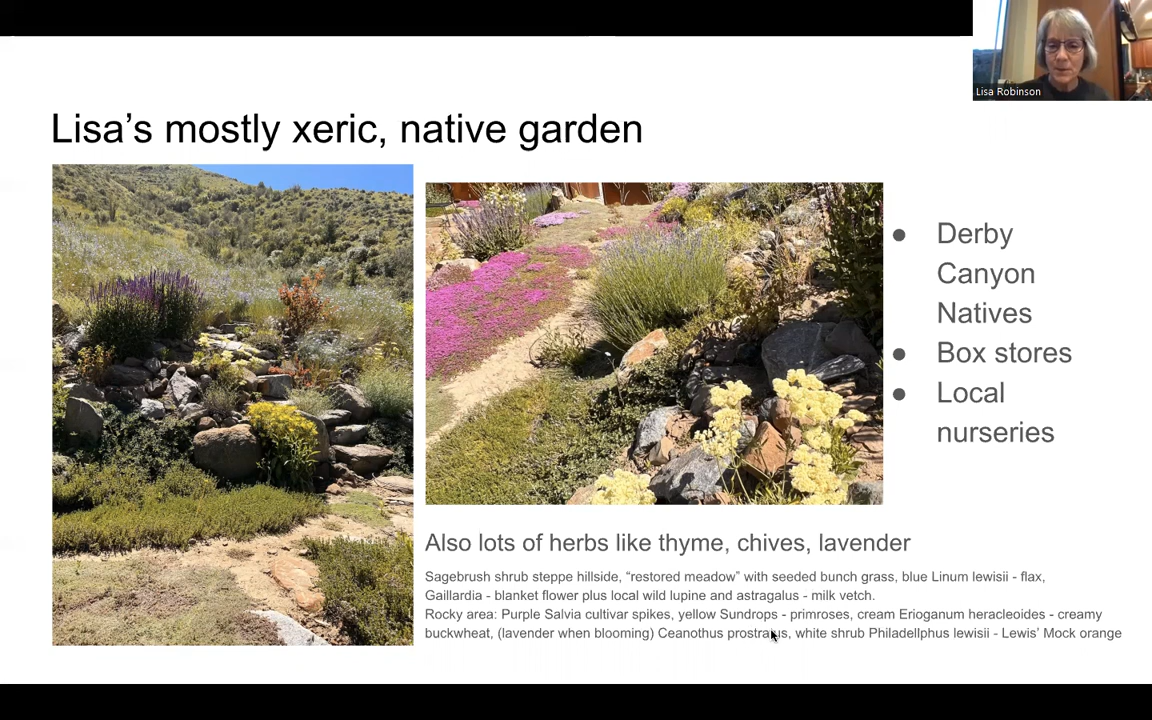 Lisa Robinson
Lisa's mostly xeric, native garden
● Derby
Canyon
Natives
● Box stores
● Local
nurseries
Also lots of herbs like thyme, chives, lavender
Sagebrush shrub steppe hillside, “restored meadow” with seeded bunch grass, blue Linum lewisii - flax,
Gaillardia - blanket flower plus local wild lupine and astragalus - milk vetch.
Rocky area: Purple Salvia cultivar spikes, yellow Sundrops - primroses, cream Erioganum heracleoides - creamy
buckwheat, (lavender when blooming) Ceanothus prostratus, white shrub Philadellphus lewisii - Lewis' Mock orange